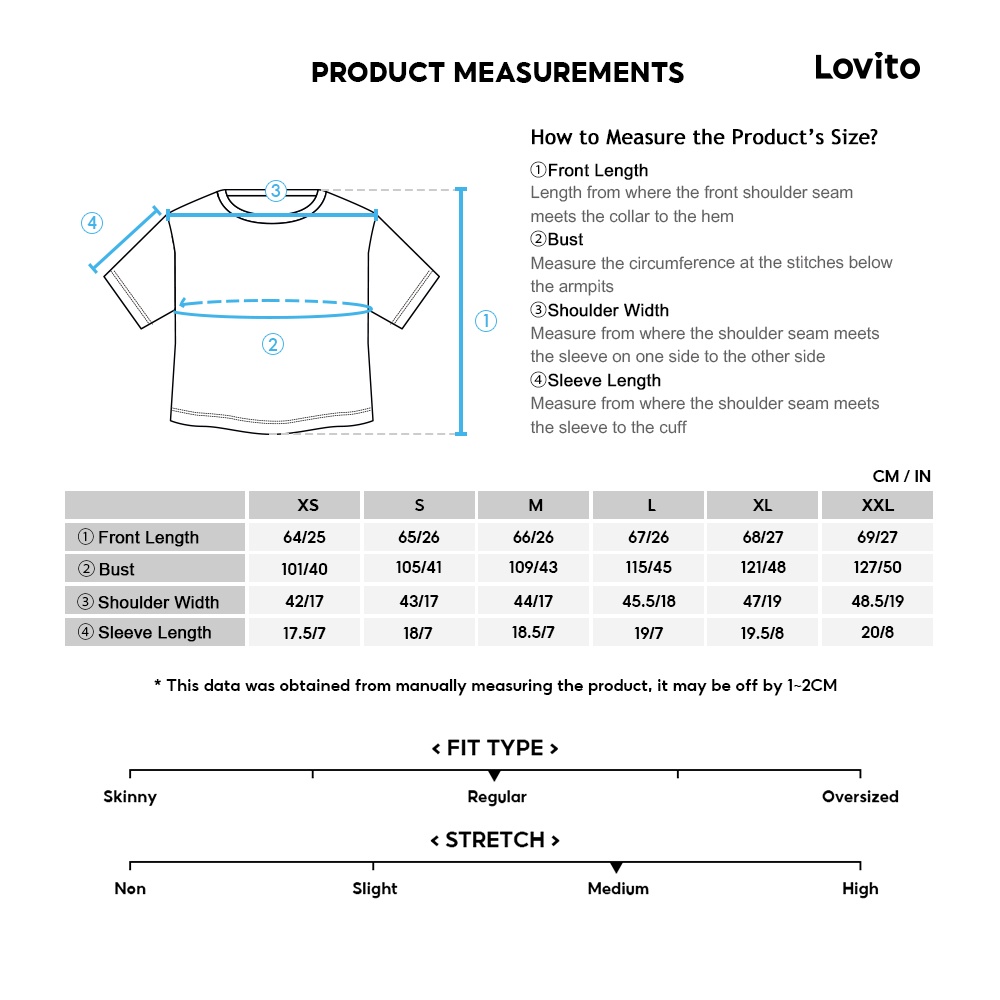 PRODUCT MEASUREMENTS
Lovito
How to Measure the Product's Size?
①Front Length
Length from where the front shoulder seam
meets the collar to the hem
②Bust
Measure the circumference at the stitches below
the armpits
③Shoulder Width
Measure from where the shoulder seam meets
the sleeve on one side to the other side
④Sleeve Length
Measure from where the shoulder seam meets
the sleeve to the cuff
③
④
①
②
CM / IN
XS S M L XL XXL
① Front Length 64/25 65/26 66/26 67/26 68/27 69/27
② Bust 101/40 105/41 109/43 115/45 121/48 127/50
③ Shoulder Width 42/17 43/17 44/17 45.5/18 47/19 48.5/19
④ Sleeve Length 17.5/7 18/7 18.5/7 19/7 19.5/8 20/8
* This data was obtained from manually measuring the product, it may be off by 1~2CM
< FIT TYPE >
Skinny Regular Oversized
< STRETCH >
Non Slight Medium High